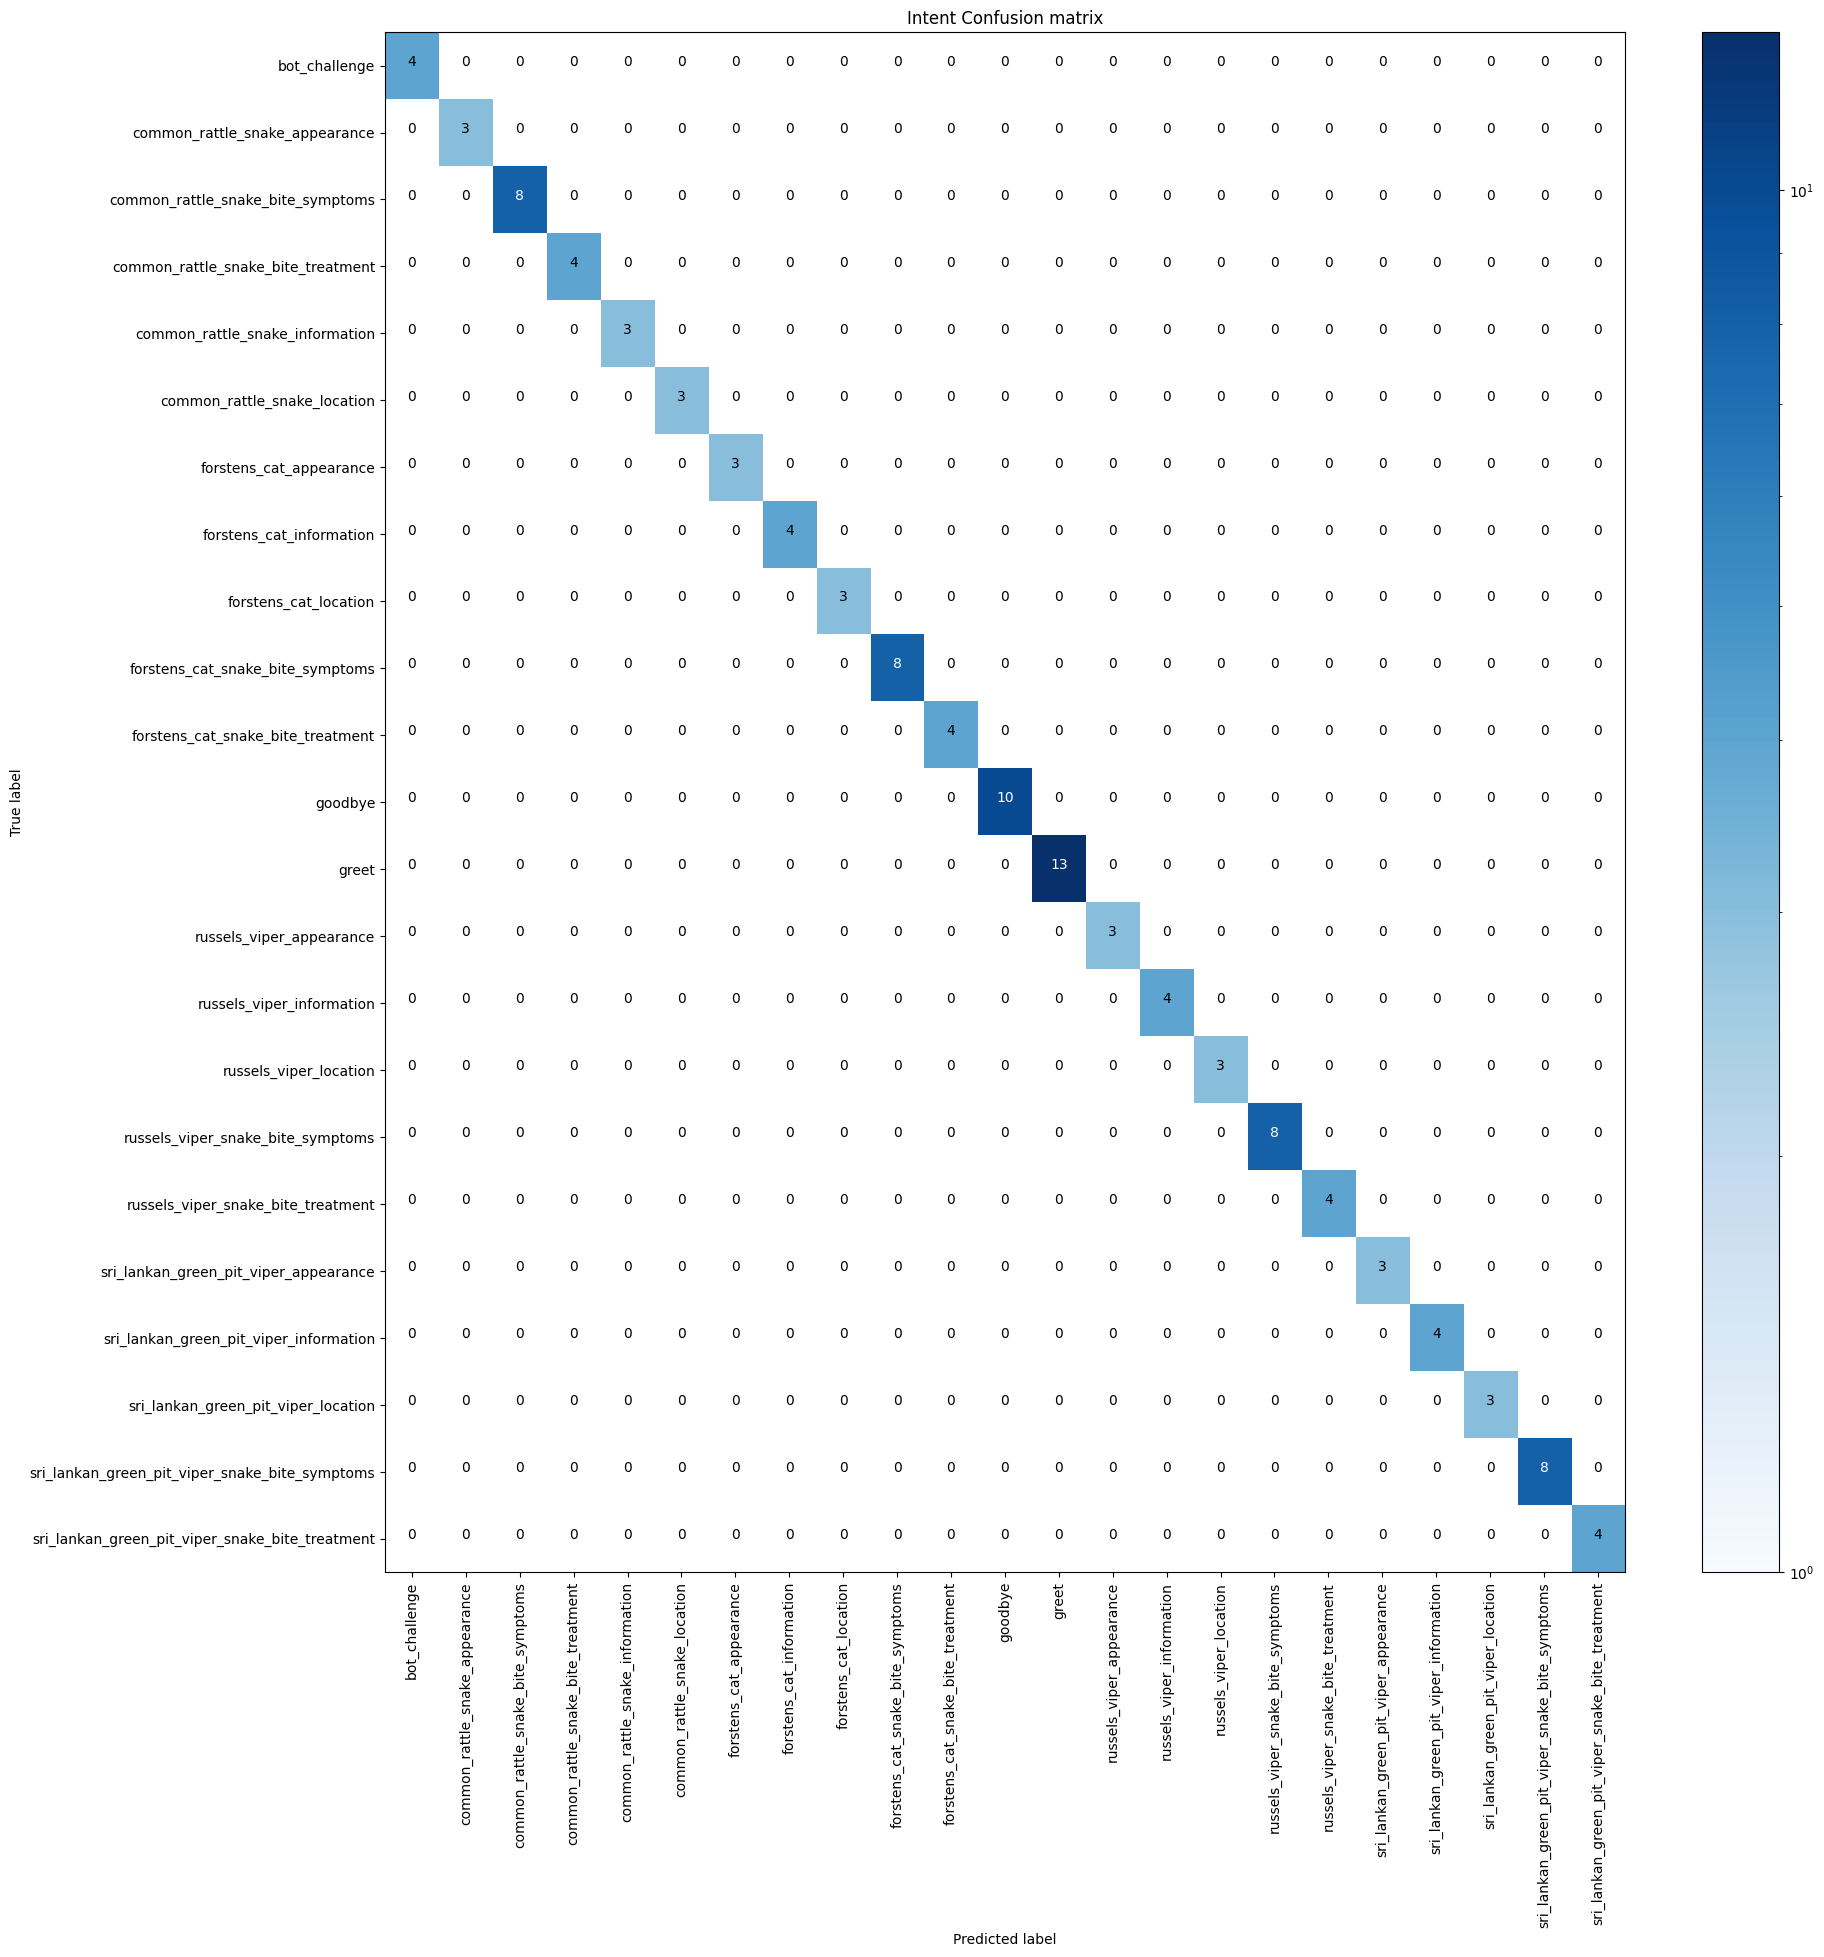 Intent Confusion matrix
bot_challenge 4 0 0 0 0 0 0 0 0 0 0 0 0 0 0 0 0 0 0 0 0 0 0
common_rattle_snake_appearance 0 3 0 0 0 0 0 0 0 0 0 0 0 0 0 0 0 0 0 0 0 0 0
common_rattle_snake_bite_symptoms 0 0 8 0 0 0 0 0 0 0 0 0 0 0 0 0 0 0 0 0 0 0 0
common_rattle_snake_bite_treatment 0 0 0 4 0 0 0 0 0 0 0 0 0 0 0 0 0 0 0 0 0 0 0
common_rattle_snake_information 0 0 0 0 3 0 0 0 0 0 0 0 0 0 0 0 0 0 0 0 0 0 0
common_rattle_snake_location 0 0 0 0 0 3 0 0 0 0 0 0 0 0 0 0 0 0 0 0 0 0 0
forstens_cat_appearance 0 0 0 0 0 0 3 0 0 0 0 0 0 0 0 0 0 0 0 0 0 0 0
forstens_cat_information 0 0 0 0 0 0 0 4 0 0 0 0 0 0 0 0 0 0 0 0 0 0 0
forstens_cat_location 0 0 0 0 0 0 0 0 3 0 0 0 0 0 0 0 0 0 0 0 0 0 0
forstens_cat_snake_bite_symptoms 0 0 0 0 0 0 0 0 0 8 0 0 0 0 0 0 0 0 0 0 0 0 0
forstens_cat_snake_bite_treatment 0 0 0 0 0 0 0 0 0 0 4 0 0 0 0 0 0 0 0 0 0 0 0
goodbye 0 0 0 0 0 0 0 0 0 0 0 10 0 0 0 0 0 0 0 0 0 0 0
greet 0 0 0 0 0 0 0 0 0 0 0 0 13 0 0 0 0 0 0 0 0 0 0
russels_viper_appearance 0 0 0 0 0 0 0 0 0 0 0 0 0 3 0 0 0 0 0 0 0 0 0
russels_viper_information 0 0 0 0 0 0 0 0 0 0 0 0 0 0 4 0 0 0 0 0 0 0 0
russels_viper_location 0 0 0 0 0 0 0 0 0 0 0 0 0 0 0 3 0 0 0 0 0 0 0
russels_viper_snake_bite_symptoms 0 0 0 0 0 0 0 0 0 0 0 0 0 0 0 0 8 0 0 0 0 0 0
russels_viper_snake_bite_treatment 0 0 0 0 0 0 0 0 0 0 0 0 0 0 0 0 0 4 0 0 0 0 0
sri_lankan_green_pit_viper_appearance 0 0 0 0 0 0 0 0 0 0 0 0 0 0 0 0 0 0 3 0 0 0 0
sri_lankan_green_pit_viper_information 0 0 0 0 0 0 0 0 0 0 0 0 0 0 0 0 0 0 0 4 0 0 0
sri_lankan_green_pit_viper_location 0 0 0 0 0 0 0 0 0 0 0 0 0 0 0 0 0 0 0 0 3 0 0
sri_lankan_green_pit_viper_snake_bite_symptoms 0 0 0 0 0 0 0 0 0 0 0 0 0 0 0 0 0 0 0 0 0 8 0
sri_lankan_green_pit_viper_snake_bite_treatment 0 0 0 0 0 0 0 0 0 0 0 0 0 0 0 0 0 0 0 0 0 0 4
True label
bot_challenge
common_rattle_snake_appearance
common_rattle_snake_bite_symptoms
common_rattle_snake_bite_treatment
common_rattle_snake_information
common_rattle_snake_location
forstens_cat_appearance
forstens_cat_information
forstens_cat_location
forstens_cat_snake_bite_symptoms
forstens_cat_snake_bite_treatment
goodbye
greet
russels_viper_appearance
russels_viper_information
russels_viper_location
russels_viper_snake_bite_symptoms
russels_viper_snake_bite_treatment
sri_lankan_green_pit_viper_appearance
sri_lankan_green_pit_viper_information
sri_lankan_green_pit_viper_location
sri_lankan_green_pit_viper_snake_bite_symptoms
sri_lankan_green_pit_viper_snake_bite_treatment
Predicted label
10¹
10⁰